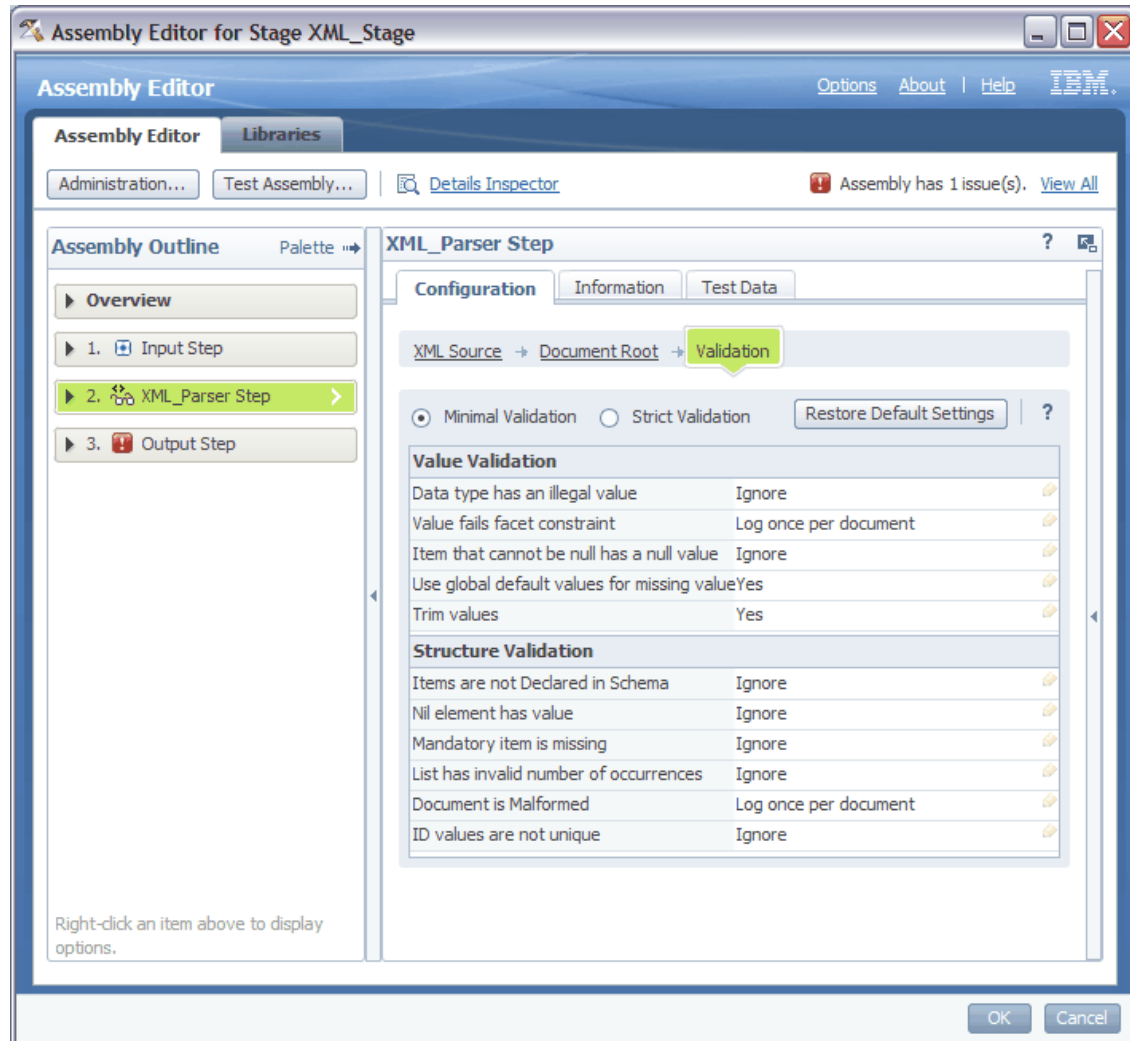 Assembly Editor for Stage XML_Stage
Assembly Editor
Options About | Help IBM.
Assembly Editor Libraries
Administration... Test Assembly... Details Inspector Assembly has 1 issue(s). View All
Assembly Outline Palette
Overview
1. Input Step
2. XML_Parser Step
3. Output Step
Right-click an item above to display
options.
XML_Parser Step ?
Configuration Information Test Data
XML Source Document Root Validation
Minimal Validation Strict Validation Restore Default Settings ?
Value Validation
Data type has an illegal value Ignore
Value fails facet constraint Log once per document
Item that cannot be null has a null value Ignore
Use global default values for missing value Yes
Trim values Yes
Structure Validation
Items are not Declared in Schema Ignore
Nil element has value Ignore
Mandatory item is missing Ignore
List has invalid number of occurrences Ignore
Document is Malformed Log once per document
ID values are not unique Ignore
OK Cancel